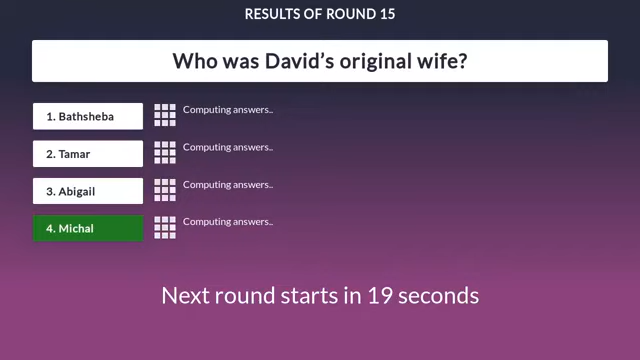 RESULTS OF ROUND 15
Who was David’s original wife?
1. Bathsheba
Computing answers..
2. Tamar
Computing answers..
3. Abigail
Computing answers..
4. Michal
Computing answers..
Next round starts in 19 seconds